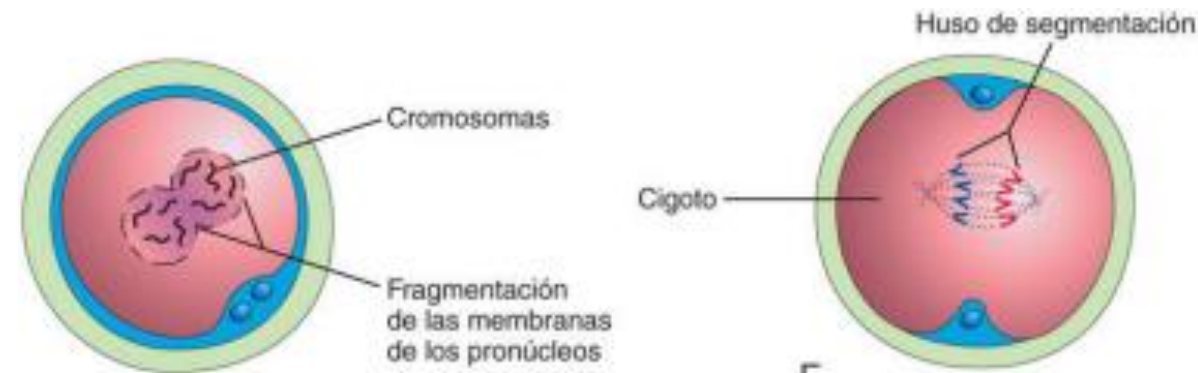 Huso de segmentación
Cromosomas
Cigoto
Fragmentación
de las membranas
de los pronúcleos